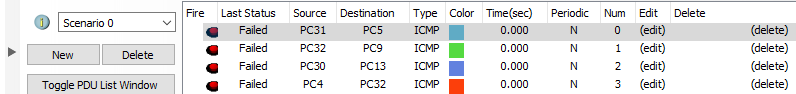 Scenario 0
New Delete
Toggle PDU List Window
Fire Last Status Source Destination Type Color Time(sec) Periodic Num Edit Delete
Failed PC31 PC5 ICMP 0.000 N 0 (edit) (delete)
Failed PC32 PC9 ICMP 0.000 N 1 (edit) (delete)
Failed PC30 PC13 ICMP 0.000 N 2 (edit) (delete)
Failed PC4 PC32 ICMP 0.000 N 3 (edit) (delete)